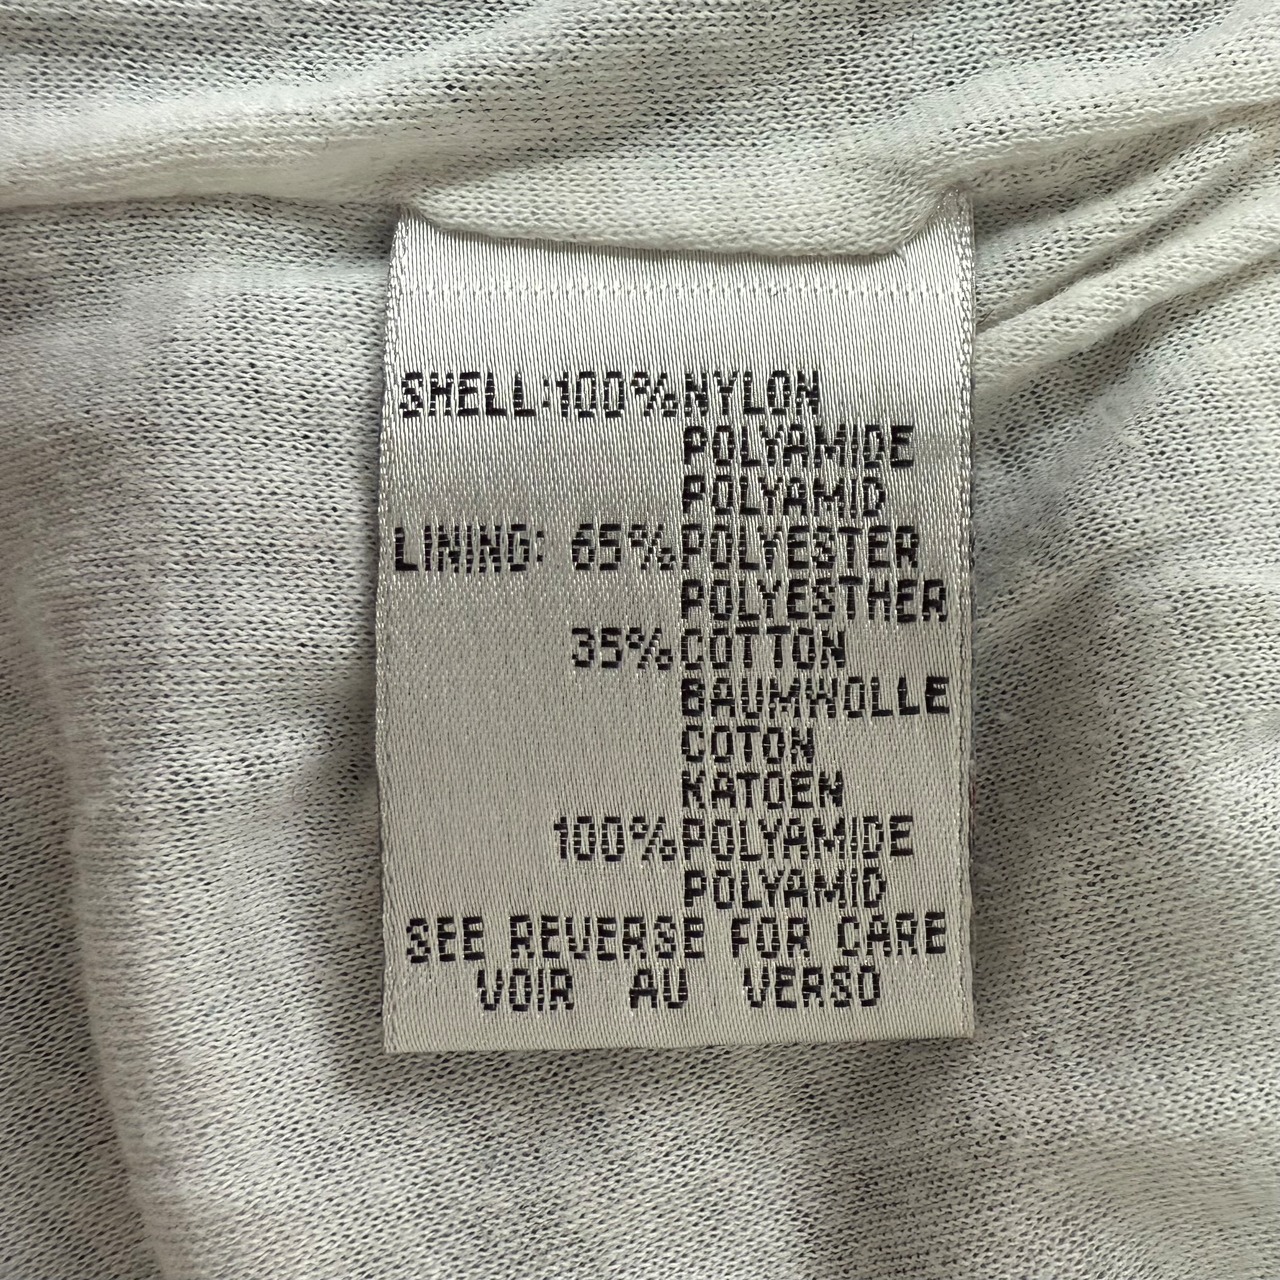 SHELL:100%NYLON
POLYAMIDE
POLYAMID
LINING: 65%POLYESTER
POLYESTHER
35%COTTON
BAUMWOLLE
COTON
KATOEN
100%POLYAMIDE
POLYAMID
SEE REVERSE FOR CARE
VOIR AU VERSO